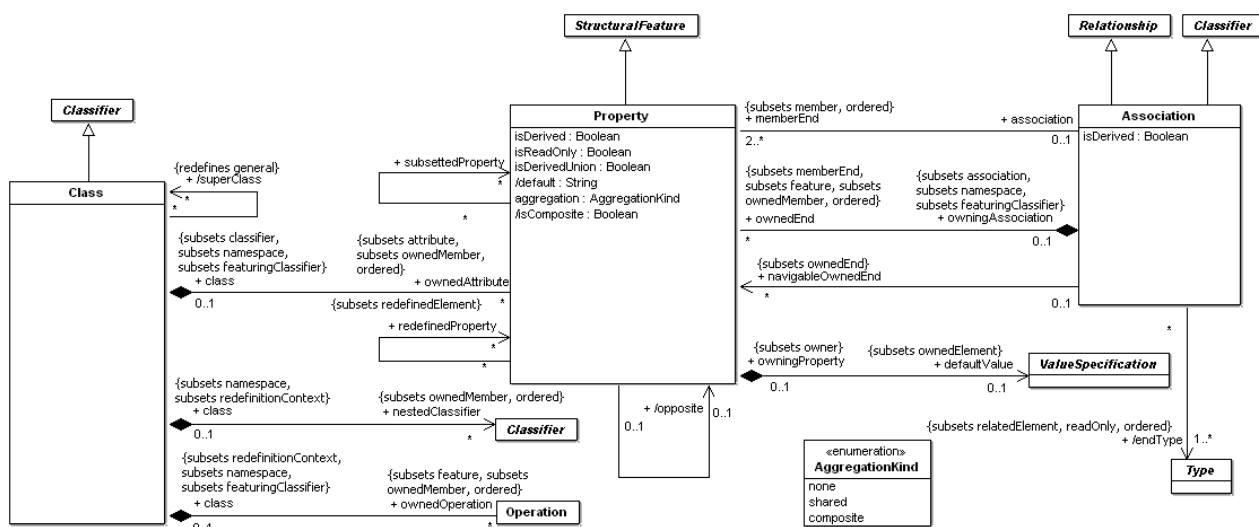 StructuralFeature
Relationship
Classifier
Classifier
Property
isDerived : Boolean
isReadOnly : Boolean
isDerivedUnion : Boolean
/default : String
aggregation : AggregationKind
/isComposite : Boolean
{subsets member, ordered}
+ memberEnd
2..*
+ association
0..1
Association
isDerived : Boolean
{redefines general}
+ /superClass
*
*
Class
+ subsettedProperty
*
*
{subsets memberEnd,
subsets feature, subsets
ownedMember, ordered}
+ ownedEnd
*
{subsets association,
subsets namespace,
subsets featuringClassifier}
+ owningAssociation
0..1
{subsets classifier,
subsets namespace,
subsets featuringClassifier}
+ class
0..1
{subsets attribute,
subsets ownedMember,
ordered}
+ ownedAttribute
*
{subsets ownedEnd}
+ navigableOwnedEnd
*
0..1
{subsets redefinedElement}
+ redefinedProperty
*
*
{subsets owner}
+ owningProperty
0..1
{subsets ownedElement}
+ defaultValue
0..1
ValueSpecification
*
{subsets namespace,
subsets redefinitionContext}
+ class
0..1
{subsets ownedMember, ordered}
+ nestedClassifier
*
Classifier
+ /opposite
0..1
0..1
{subsets relatedElement, readOnly, ordered}
+ /endType
1..*
Type
«enumeration»
AggregationKind
none
shared
composite
{subsets redefinitionContext,
subsets namespace,
subsets featuringClassifier}
+ class
0..1
{subsets feature, subsets
ownedMember, ordered}
+ ownedOperation
*
Operation